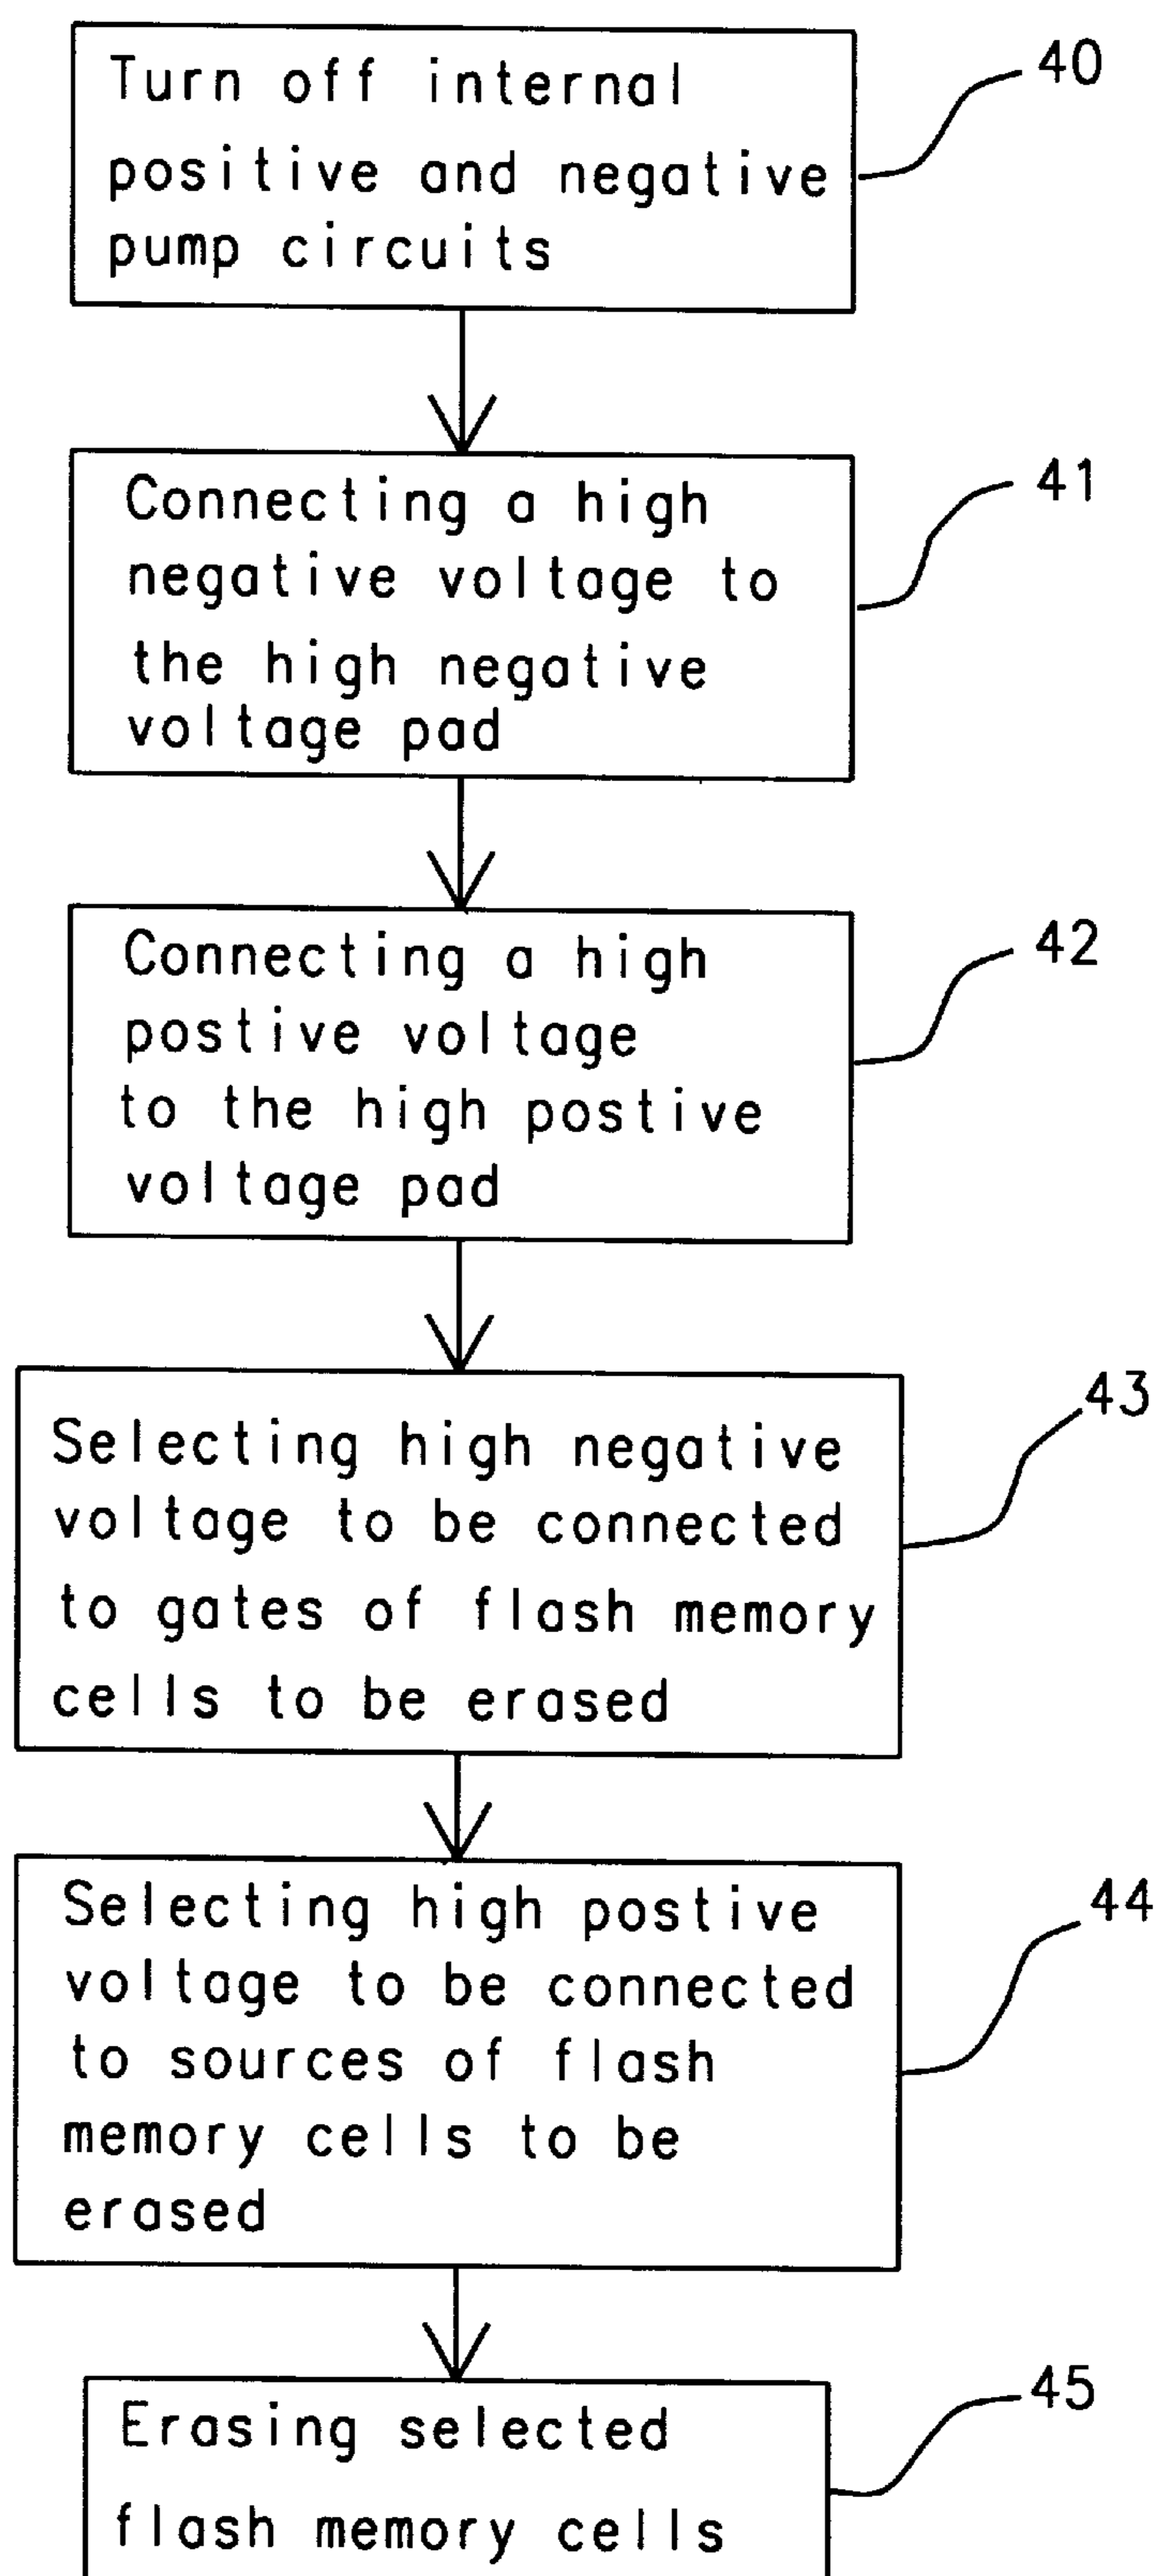 Turn off internal
positive and negative
pump circuits
40
Connecting a high
negative voltage to
the high negative
voltage pad
41
Connecting a high
postive voltage
to the high postive
voltage pad
42
Selecting high negative
voltage to be connected
to gates of flash memory
cells to be erased
43
Selecting high postive
voltage to be connected
to sources of flash
memory cells to be
erased
44
Erasing selected
flash memory cells
45